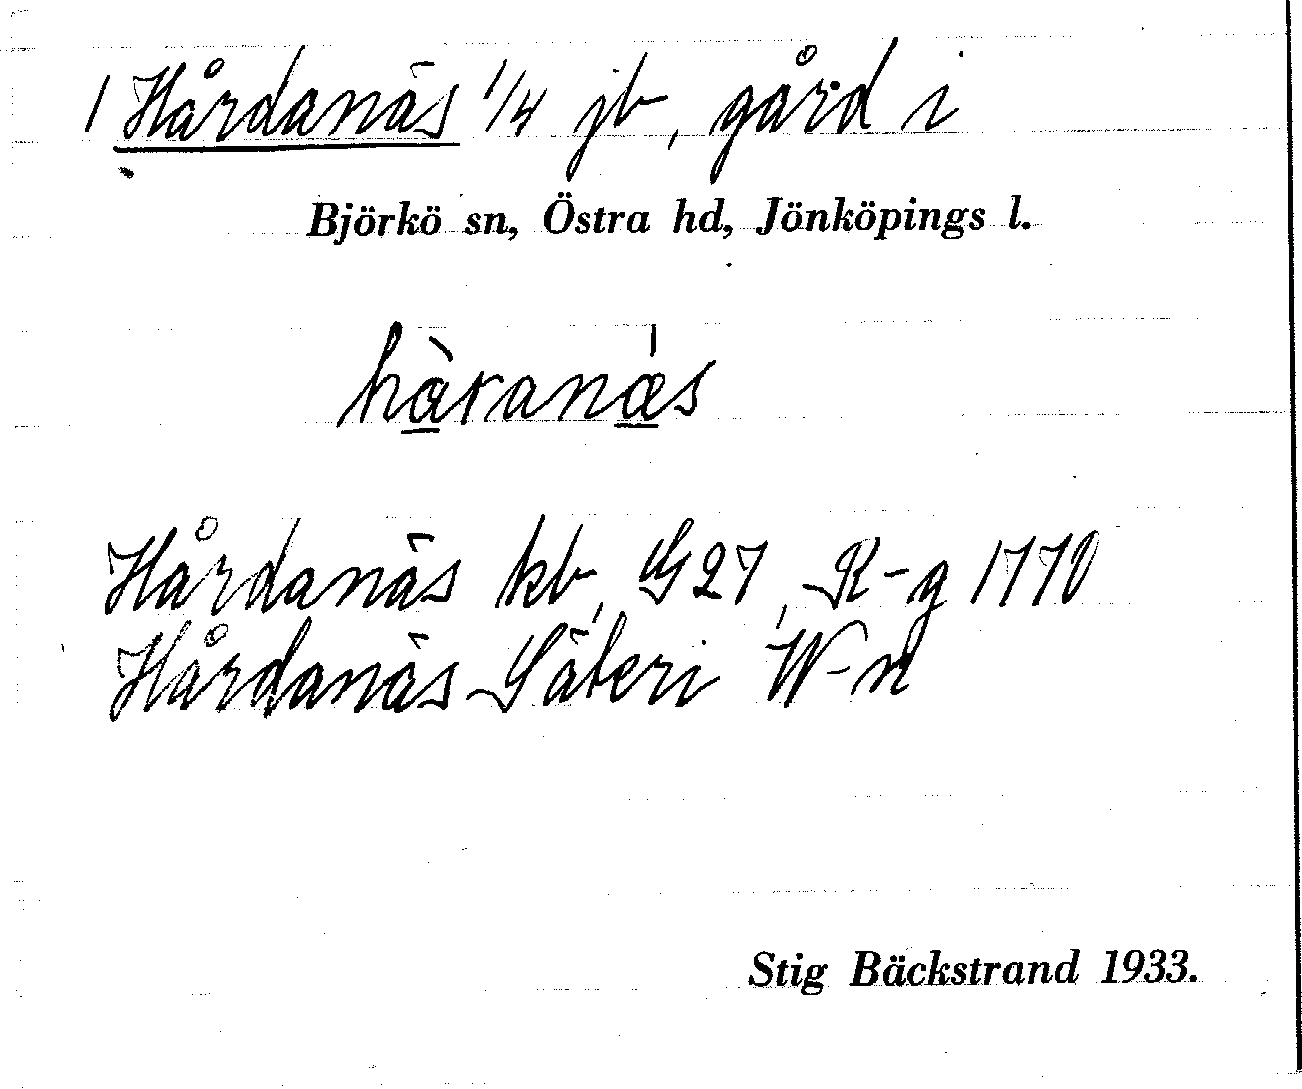 1 Hårdanäs 1/4 jb, gård i
Björkö sn, Östra hd, Jönköpings l.
hàranæs
Hårdanäs kb, G27, R-g 1770
Hårdanäs Säteri W-n
Stig Bäckstrand 1933.